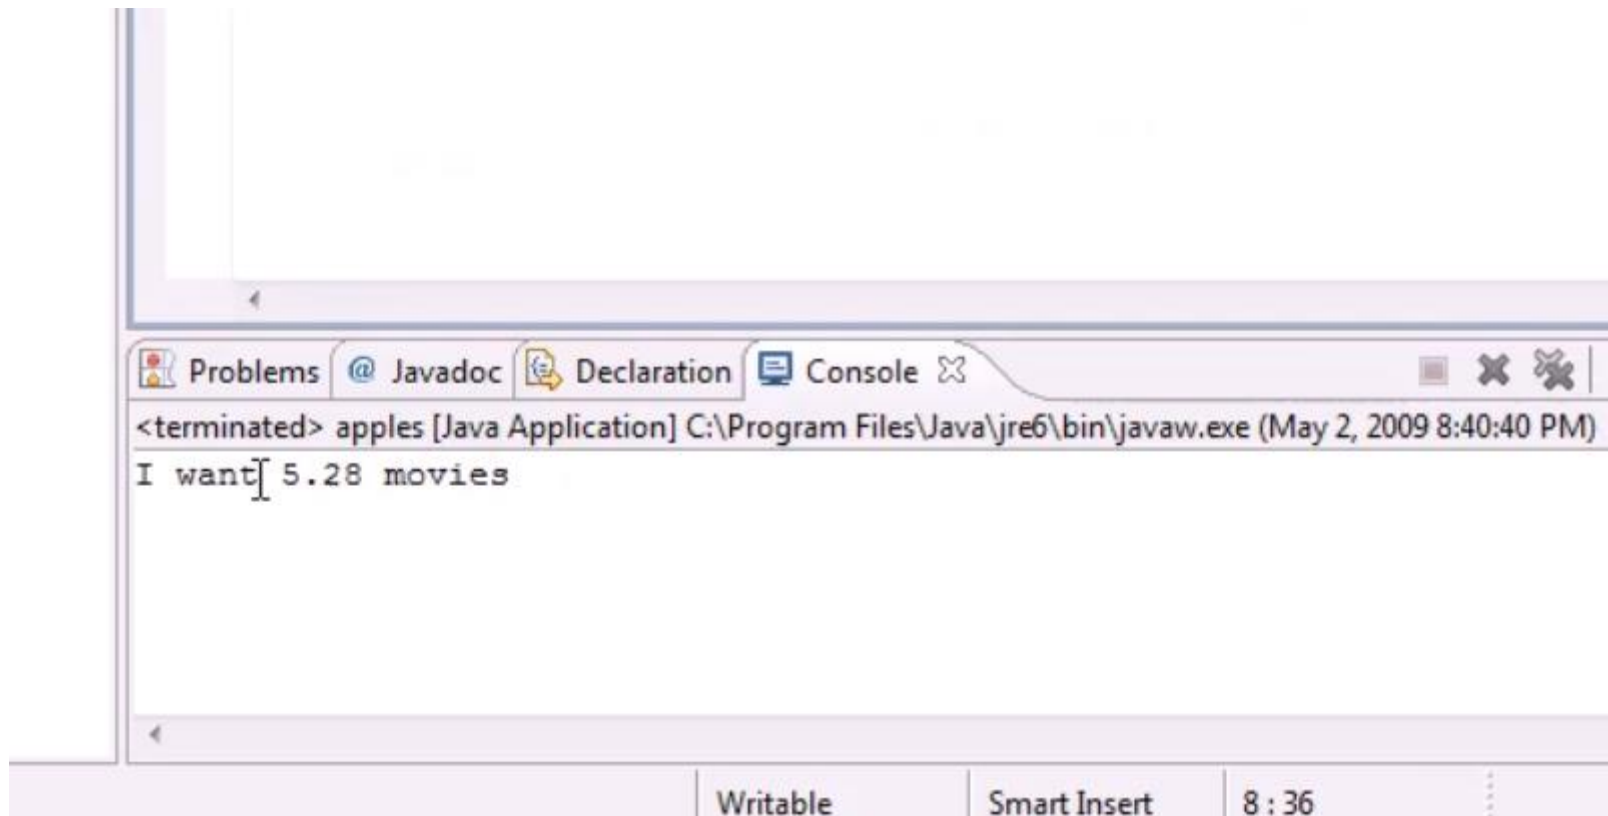 Problems @ Javadoc Declaration Console
<terminated> apples [Java Application] C:\Program Files\Java\jre6\bin\javaw.exe (May 2, 2009 8:40:40 PM)
I want 5.28 movies
Writable Smart Insert 8 : 36